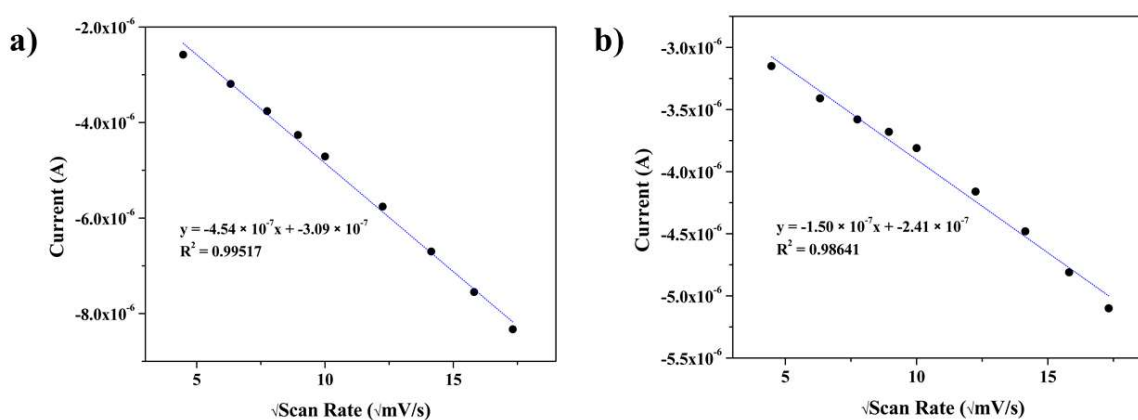 a)
-2.0x10⁻⁶
-4.0x10⁻⁶
-6.0x10⁻⁶
-8.0x10⁻⁶
Current (A)
y = -4.54 × 10⁻⁷x + -3.09 × 10⁻⁷
R² = 0.99517
5 10 15
√Scan Rate (√mV/s)
b)
-3.0x10⁻⁶
-3.5x10⁻⁶
-4.0x10⁻⁶
-4.5x10⁻⁶
-5.0x10⁻⁶
-5.5x10⁻⁶
Current (A)
y = -1.50 × 10⁻⁷x + -2.41 × 10⁻⁷
R² = 0.98641
5 10 15
√Scan Rate (√mV/s)